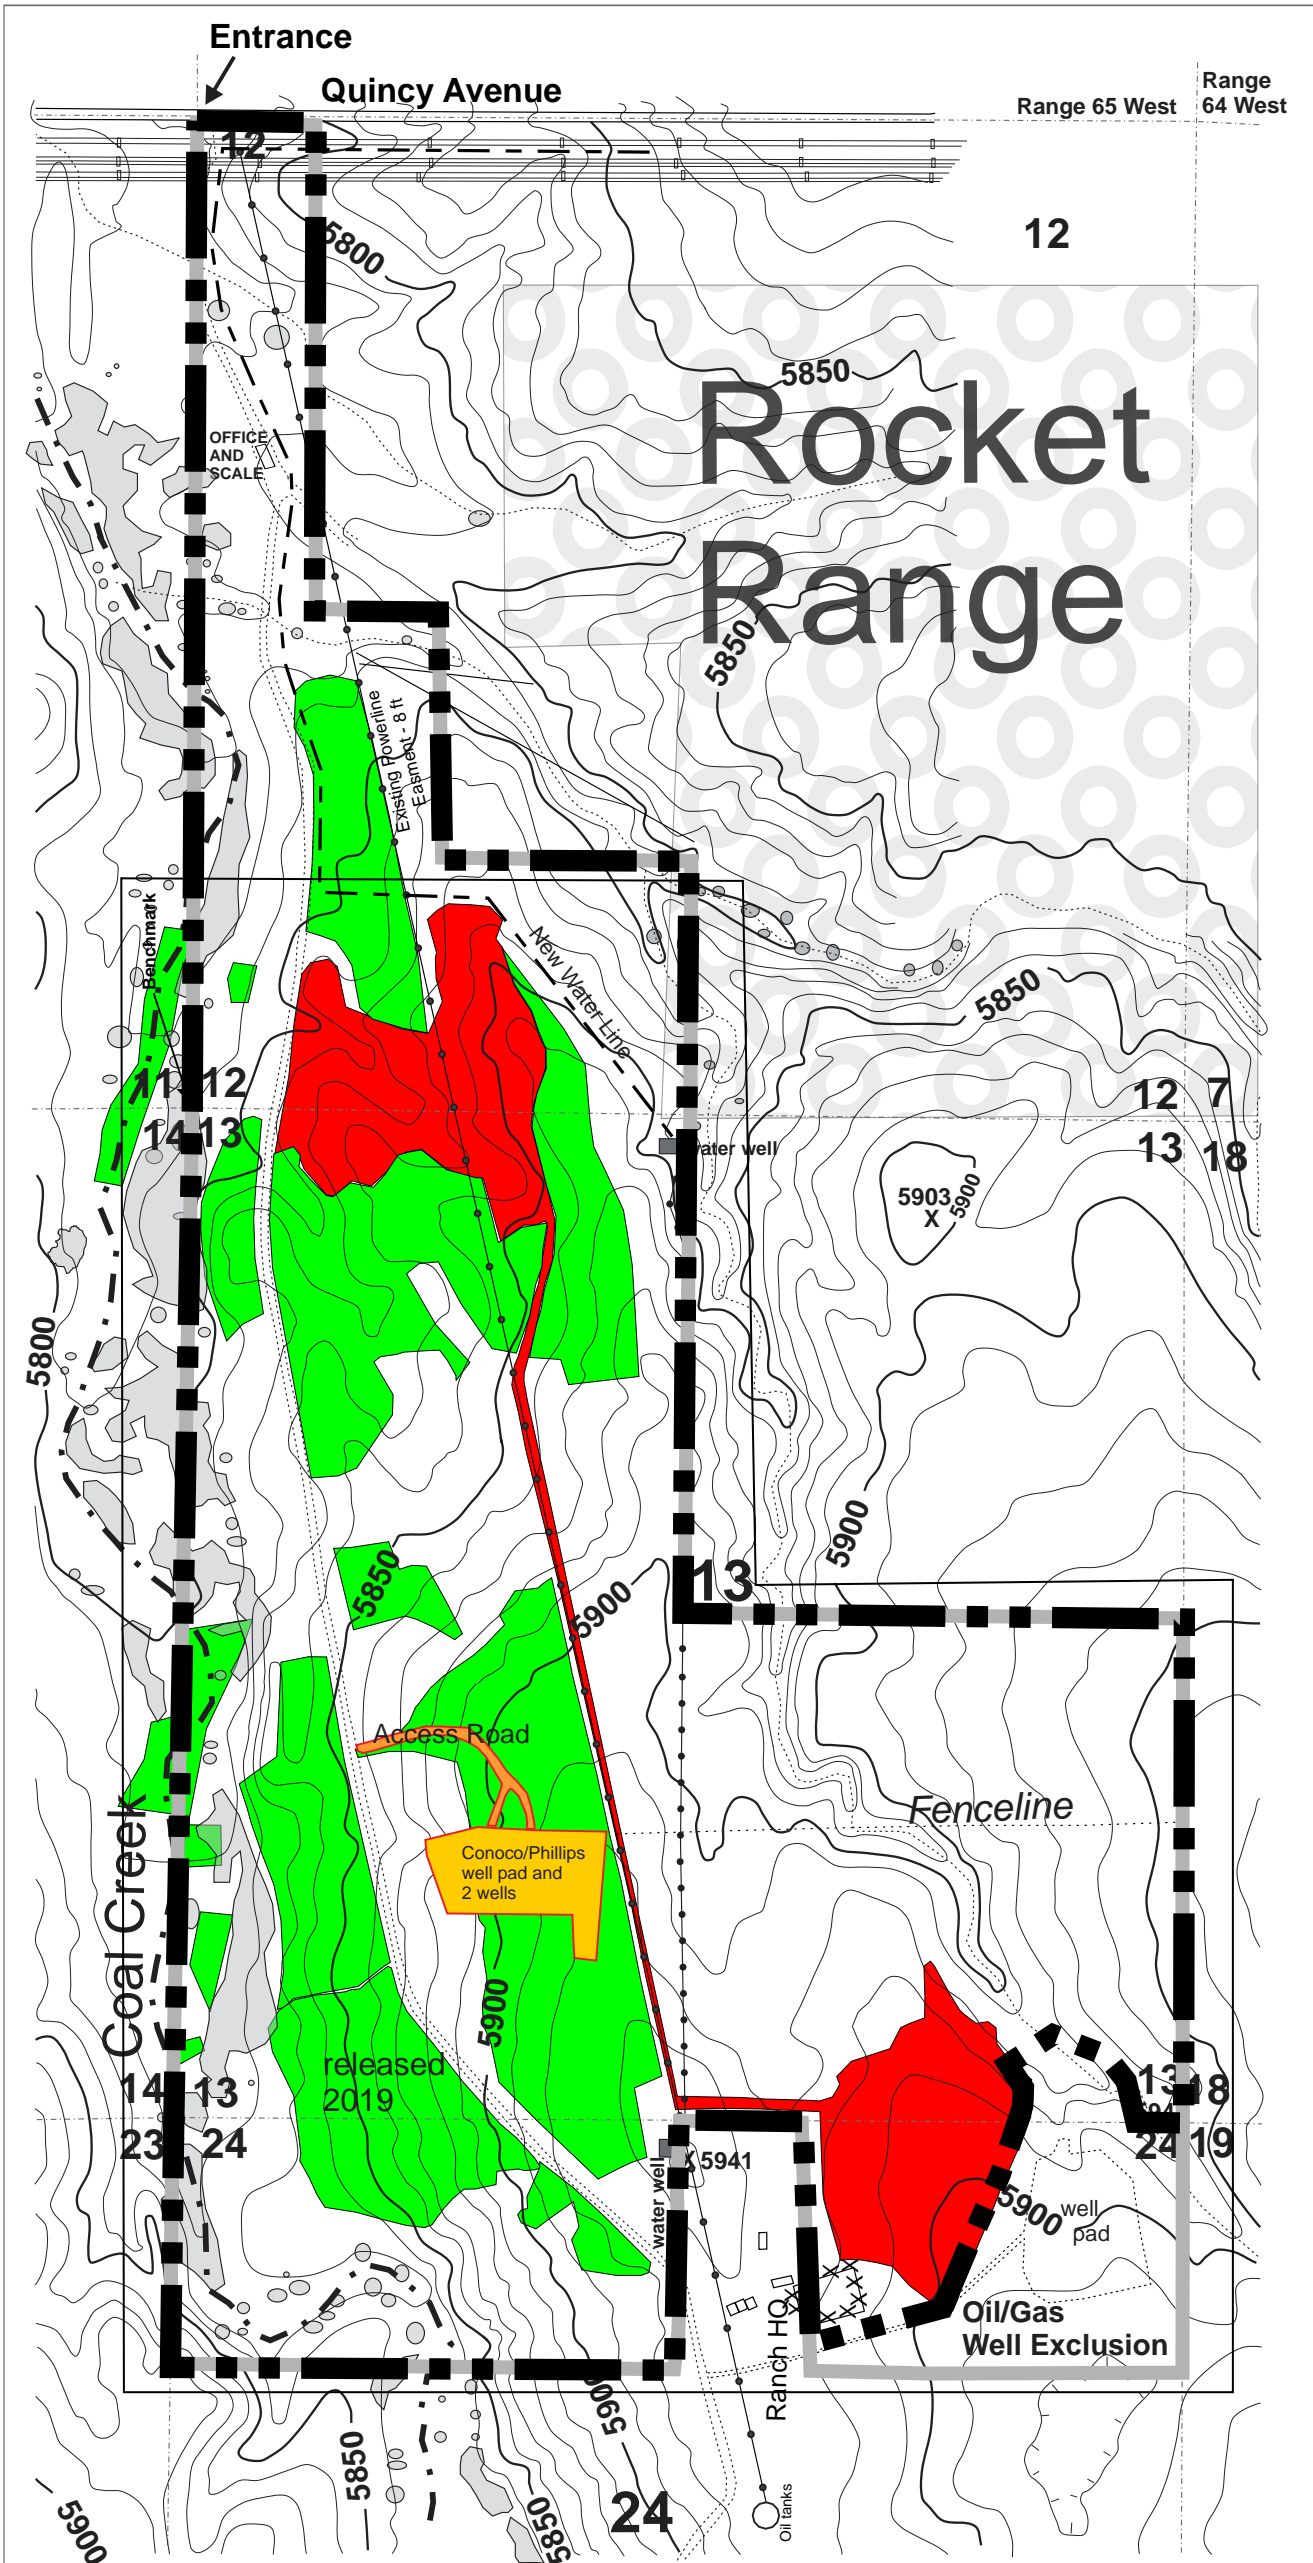 Entrance
Quincy Avenue
Range 65 West
Range
64 West
12
12
5800
5850
Rocket
Range
OFFICE
AND
SCALE
5850
Existing Powerline
Easment - 8 ft
Benchmark
New Water Line
5850
11 12
14 13
12 7
13 18
water well
5903
X
5900
5800
5900
13
5850
5900
Access Road
Fenceline
Conoco/Phillips
well pad and
2 wells
Coal Creek
5900
released
2019
14 13
23 24
13 18
24 19
X 5941
water well
5900
well
pad
Ranch HQ
Oil/Gas
Well Exclusion
5900
5850
24
5850
Oil tanks
5900